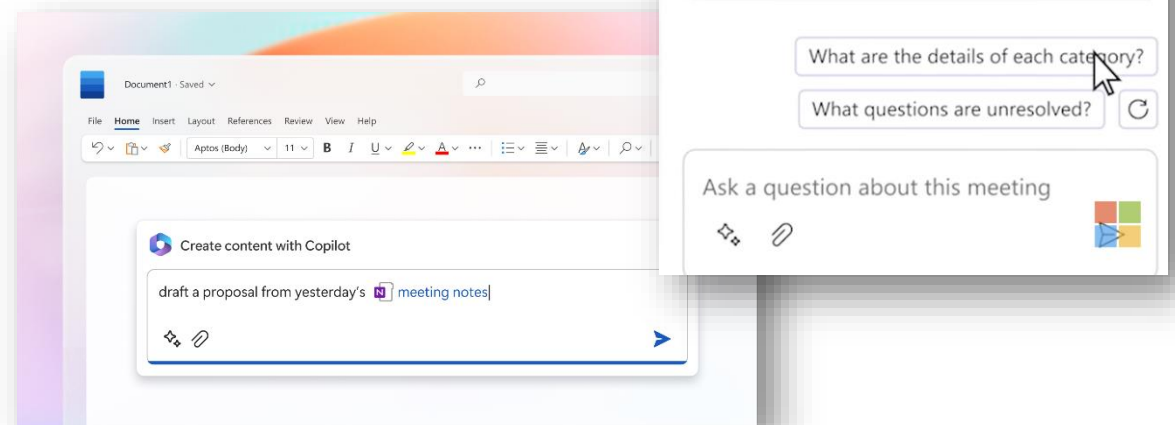 Document1 · Saved
File Home Insert Layout References Review View Help
Aptos (Body) 11 B I U A
Create content with Copilot
draft a proposal from yesterday's N meeting notes
What are the details of each category?
What questions are unresolved?
Ask a question about this meeting